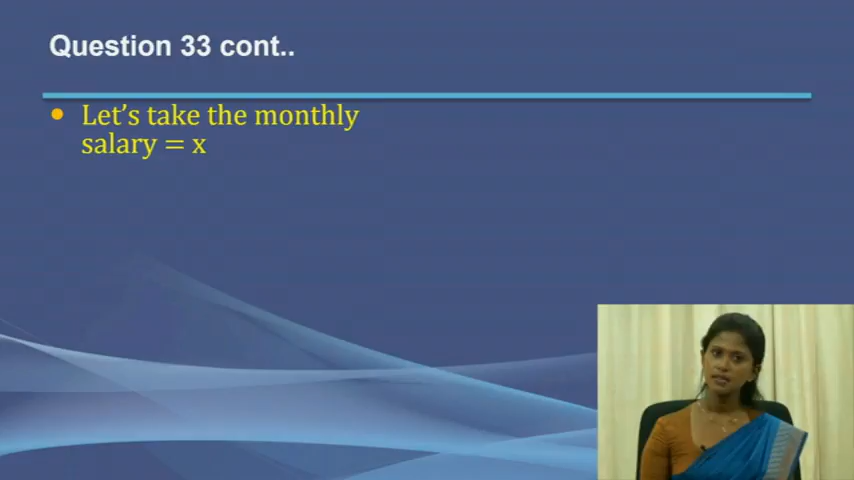 Question 33 cont..
Let's take the monthly
salary = x